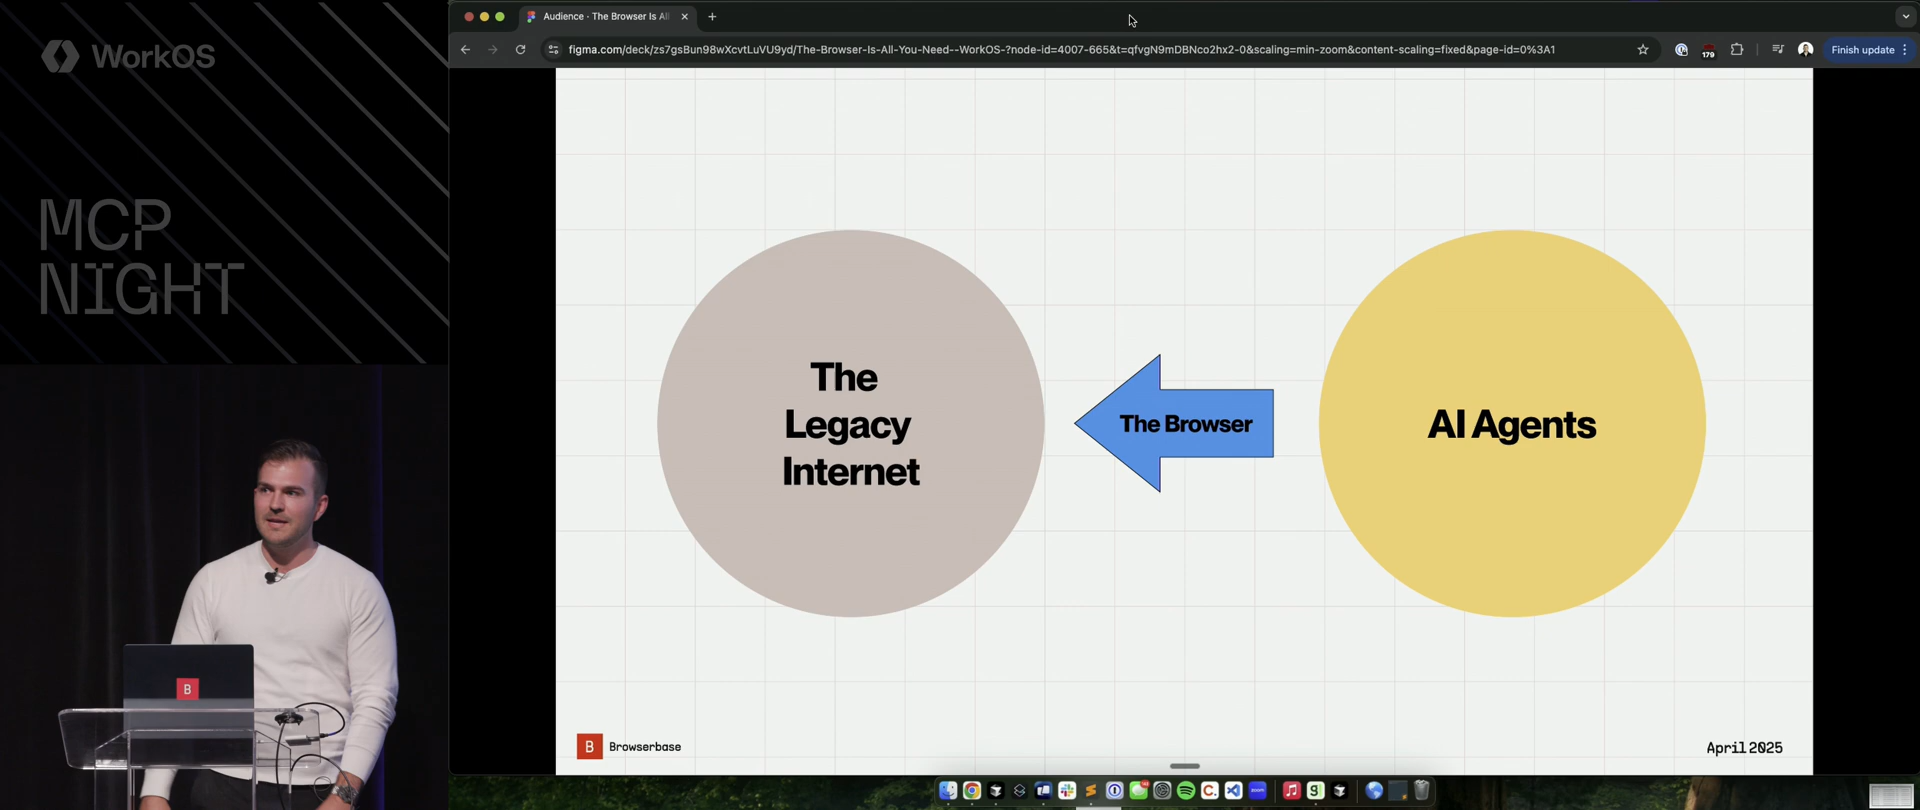 WorkOS
MCP
NIGHT
Audience · The Browser Is All
figma.com/deck/zs7gsBun98wXcvtLuVU9yd/The-Browser-Is-All-You-Need--WorkOS-?node-id=4007-665&t=qfvgN9mDBNco2hx2-0&scaling=min-zoom&content-scaling=fixed&page-id=0%3A1
179
Finish update
The
Legacy
Internet
The Browser
AI Agents
B
B Browserbase
April 2025
zoom